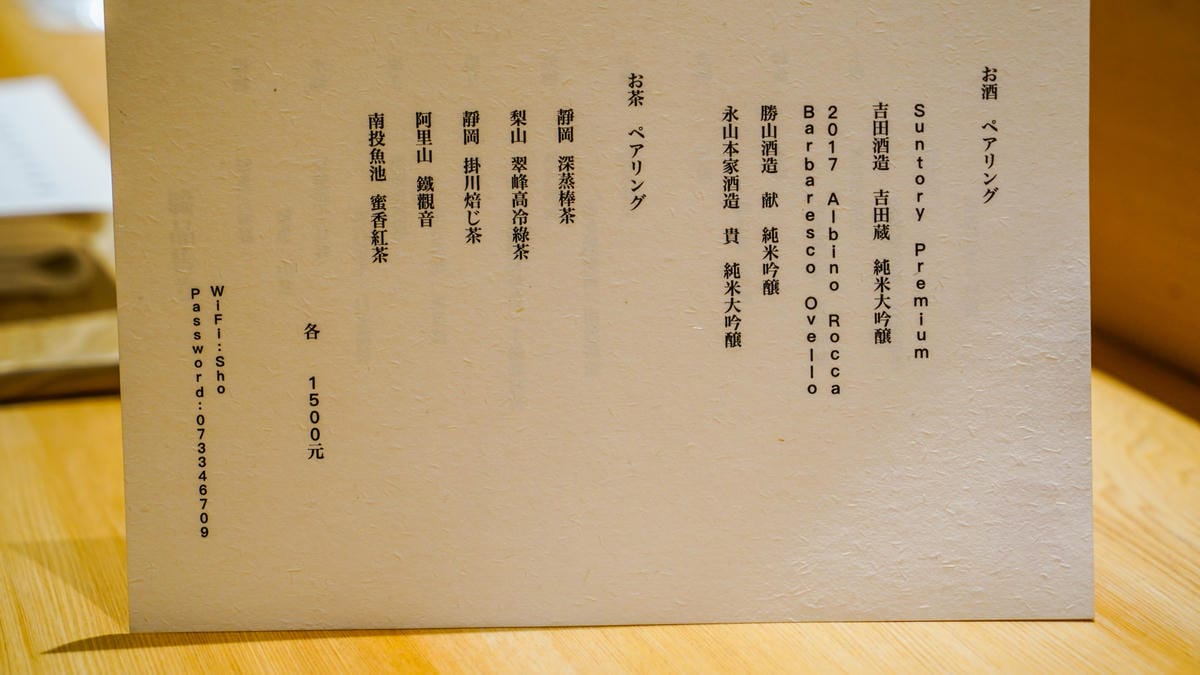 お酒 ペアリング
Suntory Premium
吉田酒造 吉田蔵 純米大吟醸
2017 Albino Rocca
Barbaresco Ovello
勝山酒造 献 純米吟醸
永山本家酒造 貴 純米大吟醸
お茶 ペアリング
靜岡 深蒸棒茶
梨山 翠峰高冷綠茶
靜岡 掛川焙じ茶
阿里山 鐵觀音
南投魚池 蜜香紅茶
各 1500元
WiFi:Sho
Password:073346709